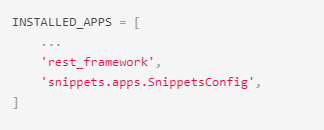 INSTALLED_APPS = [
    ...
    'rest_framework',
    'snippets.apps.SnippetsConfig',
]